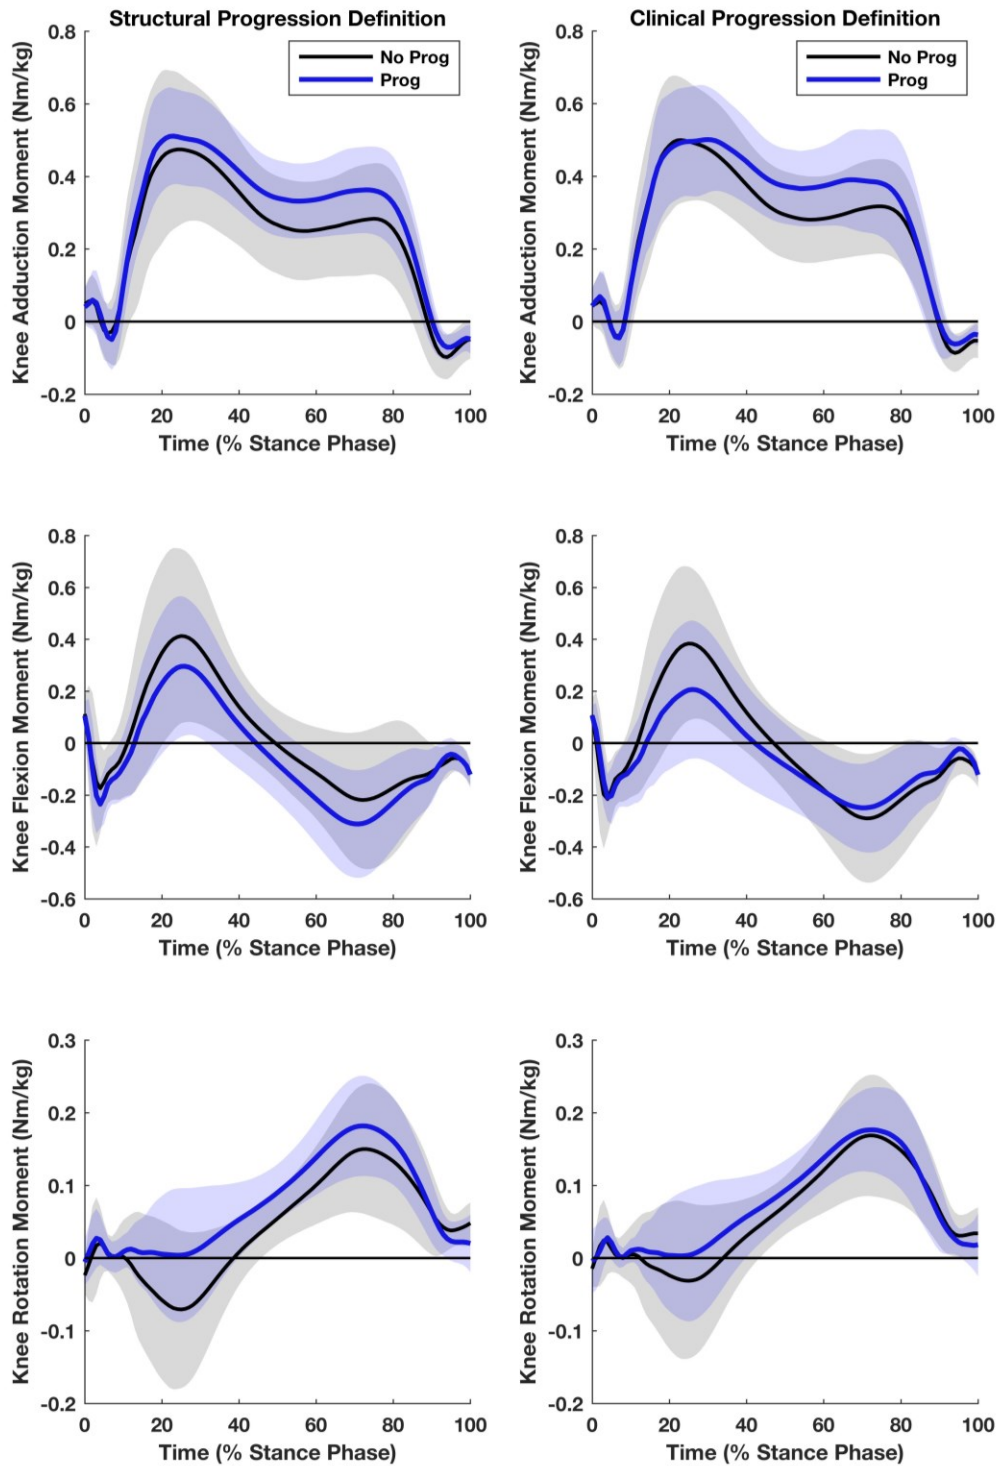 Structural Progression Definition
Clinical Progression Definition
No Prog
Prog
No Prog
Prog
Knee Adduction Moment (Nm/kg)
0.8
0.6
0.4
0.2
0
-0.2
0 20 40 60 80 100
Time (% Stance Phase)
Knee Adduction Moment (Nm/kg)
0.8
0.6
0.4
0.2
0
-0.2
0 20 40 60 80 100
Time (% Stance Phase)
Knee Flexion Moment (Nm/kg)
0.8
0.6
0.4
0.2
0
-0.2
-0.4
-0.6
0 20 40 60 80 100
Time (% Stance Phase)
Knee Flexion Moment (Nm/kg)
0.8
0.6
0.4
0.2
0
-0.2
-0.4
-0.6
0 20 40 60 80 100
Time (% Stance Phase)
Knee Rotation Moment (Nm/kg)
0.3
0.2
0.1
0
-0.1
-0.2
0 20 40 60 80 100
Time (% Stance Phase)
Knee Rotation Moment (Nm/kg)
0.3
0.2
0.1
0
-0.1
-0.2
0 20 40 60 80 100
Time (% Stance Phase)